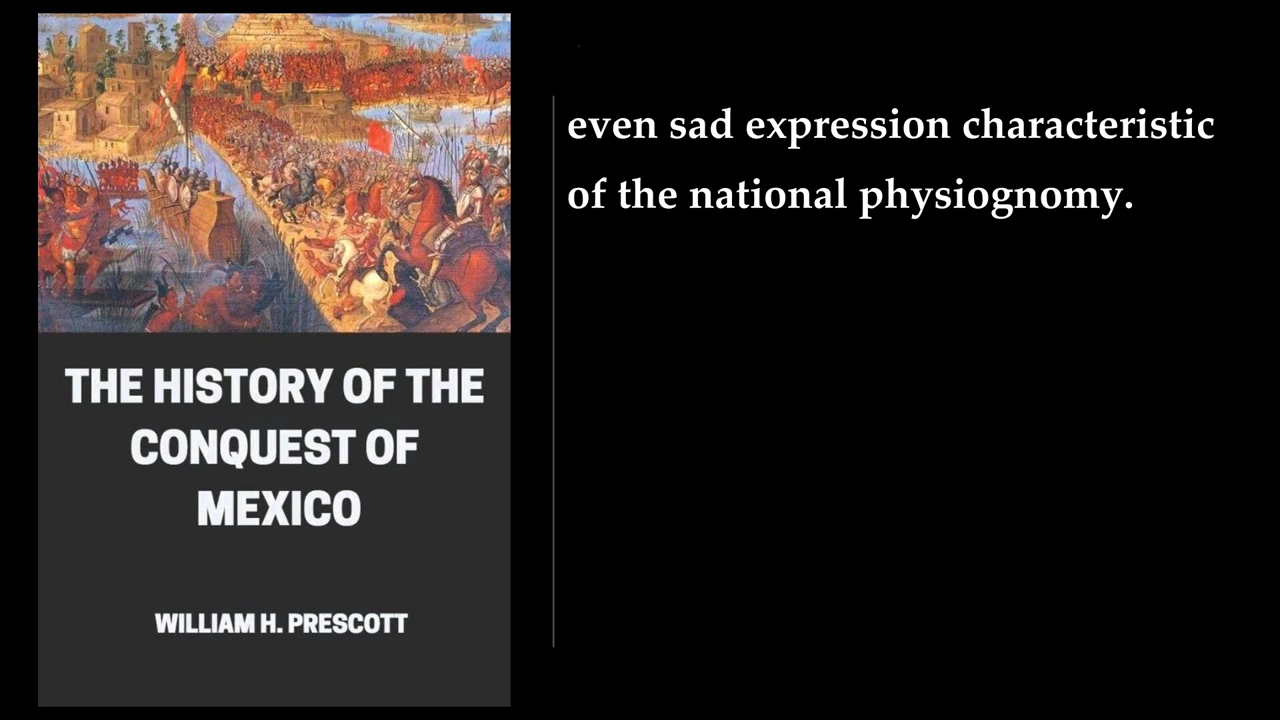 THE HISTORY OF THE
CONQUEST OF
MEXICO
WILLIAM H. PRESCOTT
even sad expression characteristic
of the national physiognomy.